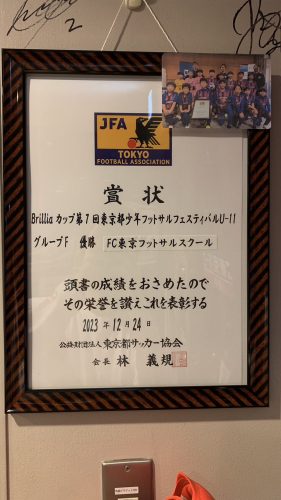 2
JFA
TOKYO
FOOTBALL ASSOCIATION
賞状
Brillia カップ第7回東京都少年フットサルフェスティバルU-11
グループF 優勝 FC東京フットサルスクール
頭書の成績をおさめたので
その栄誉を讃えこれを表彰する
2023年12月24日
公益財団法人東京都サッカー協会
会長 林 義規